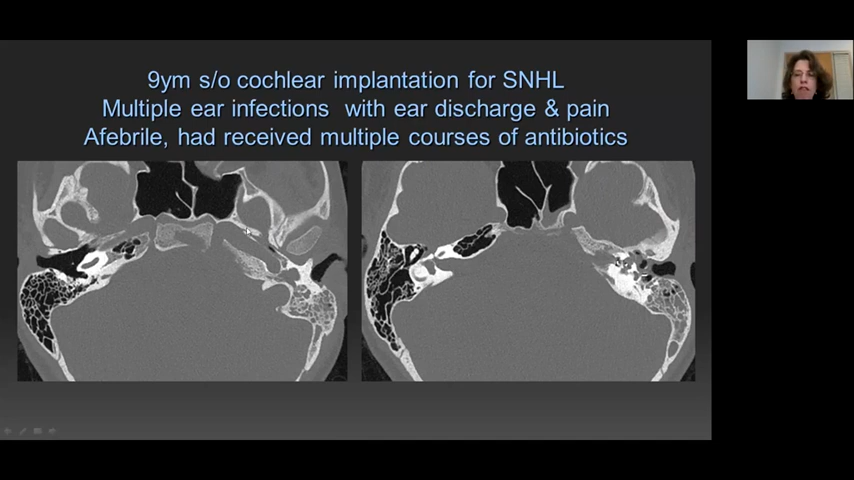 9ym s/o cochlear implantation for SNHL
Multiple ear infections with ear discharge & pain
Afebrile, had received multiple courses of antibiotics